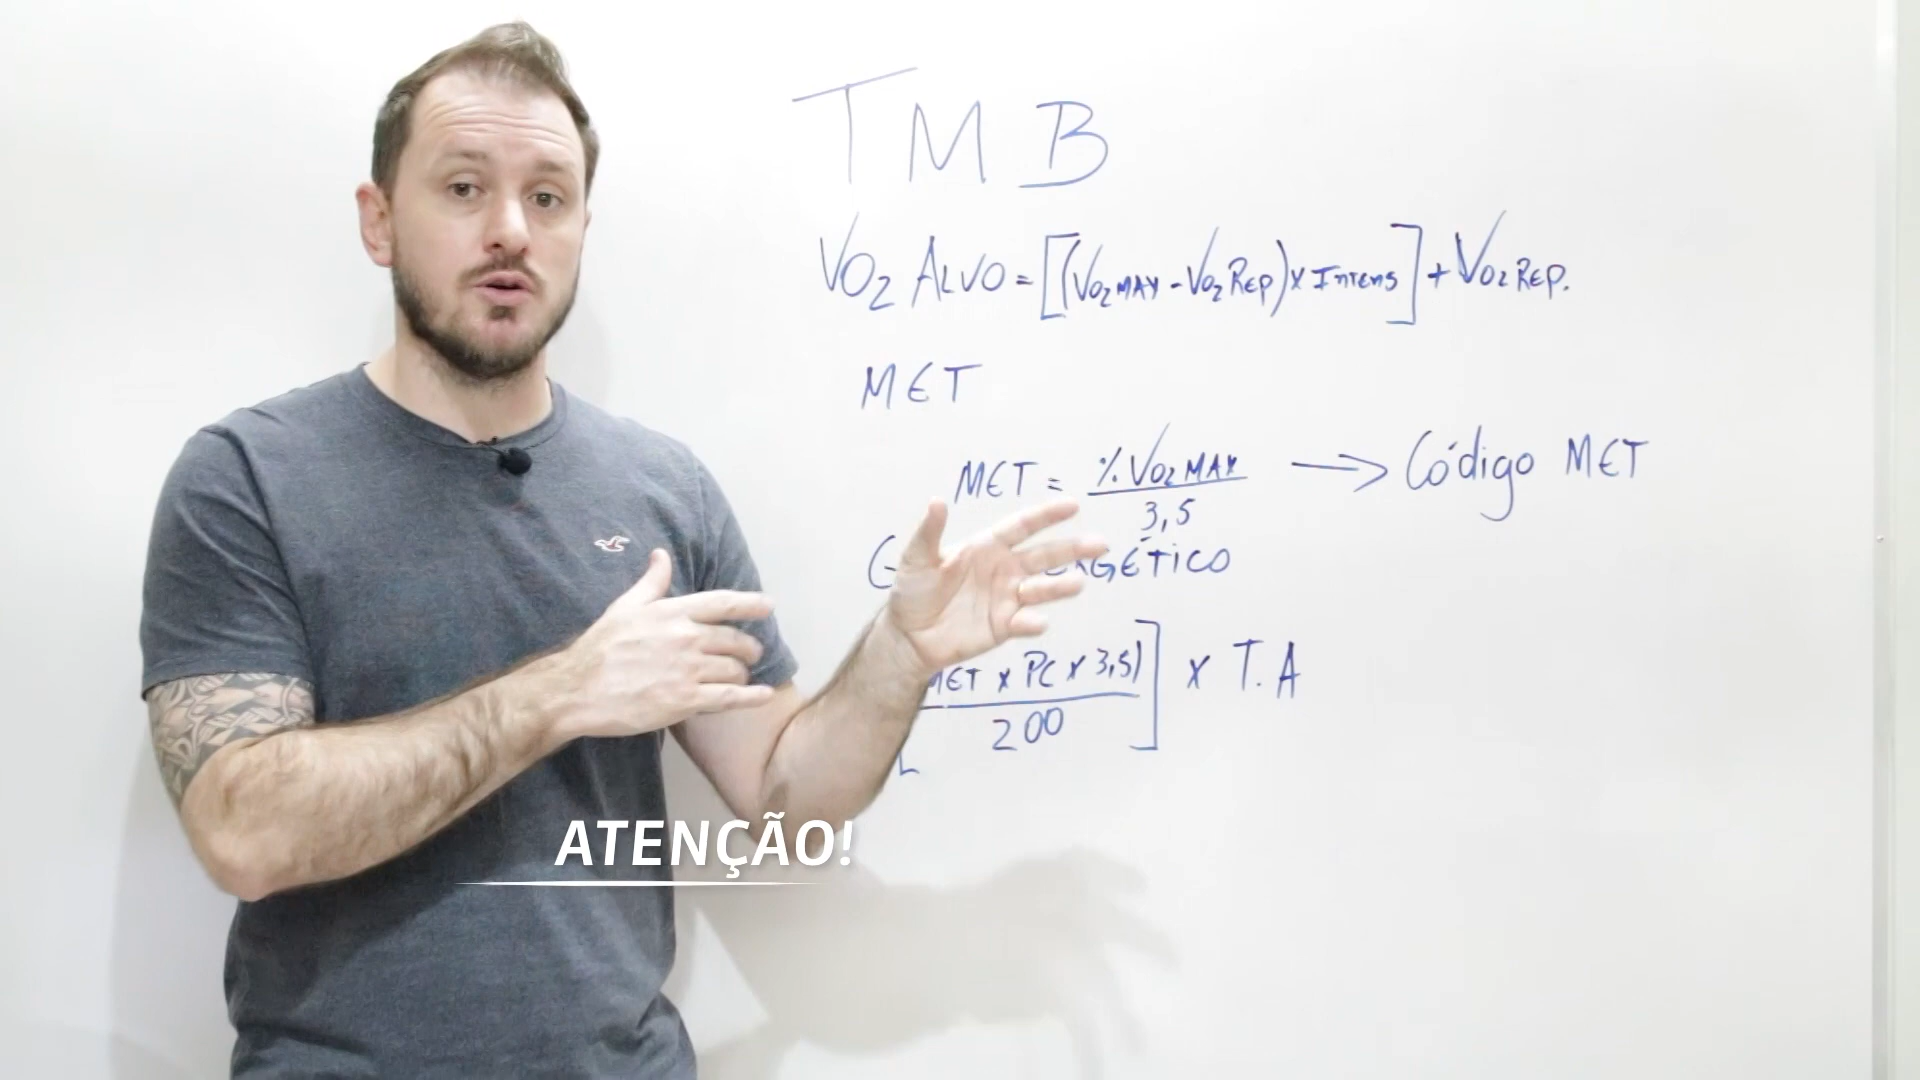 TMB
VO2 ALVO = [(VO2 MAX - VO2 REP) x INTENS] + VO2 REP.
MET
MET = %VO2 MAX / 3,5 → Código MET
MET x PC x 3,5)] x T.A
200
ATENÇÃO!